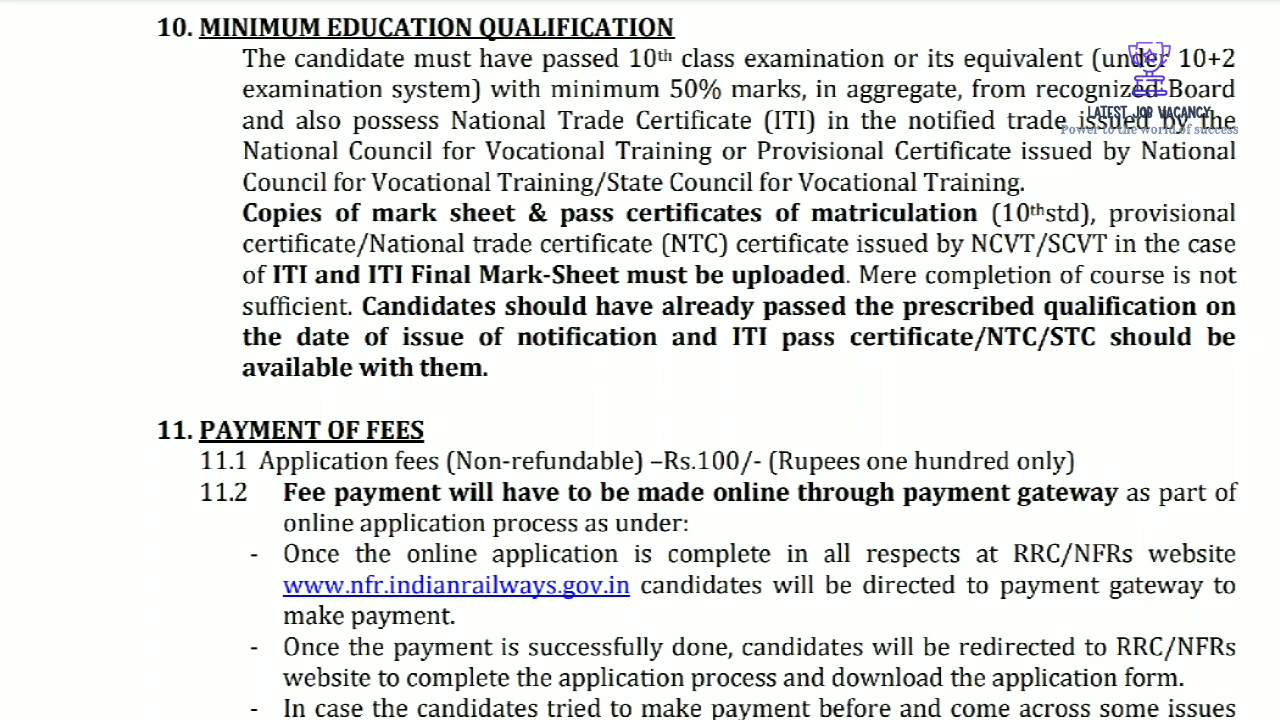 10. MINIMUM EDUCATION QUALIFICATION
The candidate must have passed 10th class examination or its equivalent (under 10+2
examination system) with minimum 50% marks, in aggregate, from recognized Board
and also possess National Trade Certificate (ITI) in the notified trade issued by the
LATEST JOB VACANCY
Power to the world of success
National Council for Vocational Training or Provisional Certificate issued by National
Council for Vocational Training/State Council for Vocational Training.
Copies of mark sheet & pass certificates of matriculation (10thstd), provisional
certificate/National trade certificate (NTC) certificate issued by NCVT/SCVT in the case
of ITI and ITI Final Mark-Sheet must be uploaded. Mere completion of course is not
sufficient. Candidates should have already passed the prescribed qualification on
the date of issue of notification and ITI pass certificate/NTC/STC should be
available with them.
11. PAYMENT OF FEES
11.1 Application fees (Non-refundable) –Rs.100/- (Rupees one hundred only)
11.2 Fee payment will have to be made online through payment gateway as part of
online application process as under:
- Once the online application is complete in all respects at RRC/NFRs website
www.nfr.indianrailways.gov.in candidates will be directed to payment gateway to
make payment.
- Once the payment is successfully done, candidates will be redirected to RRC/NFRs
website to complete the application process and download the application form.
- In case the candidates tried to make payment before and come across some issues